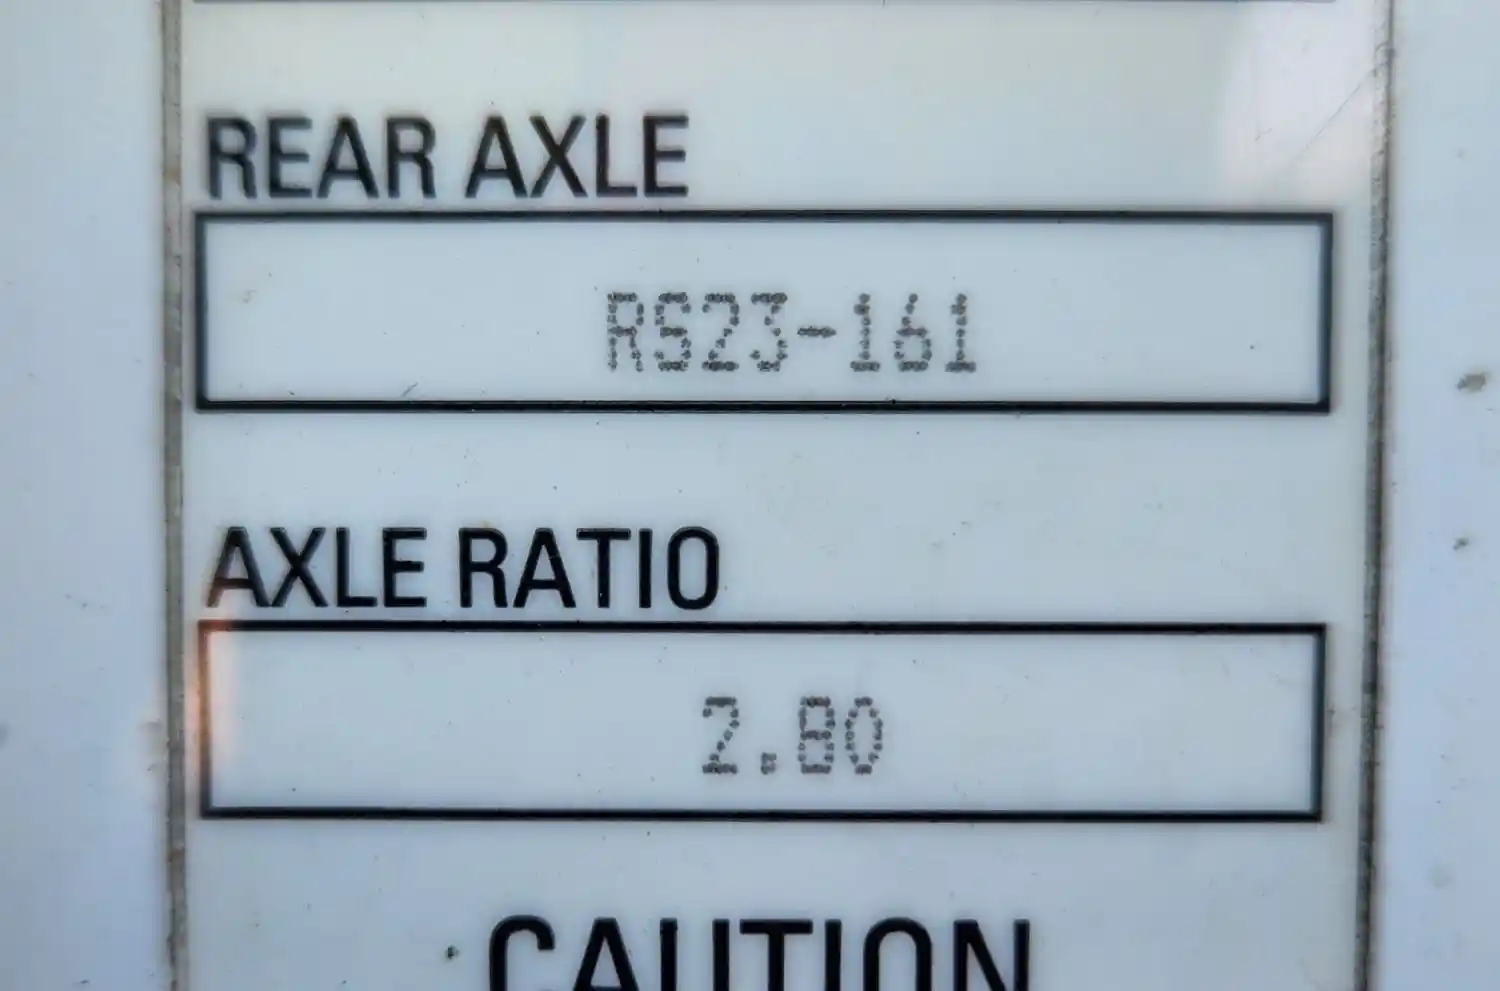 REAR AXLE
RS23-161
AXLE RATIO
2.80
CAUTION